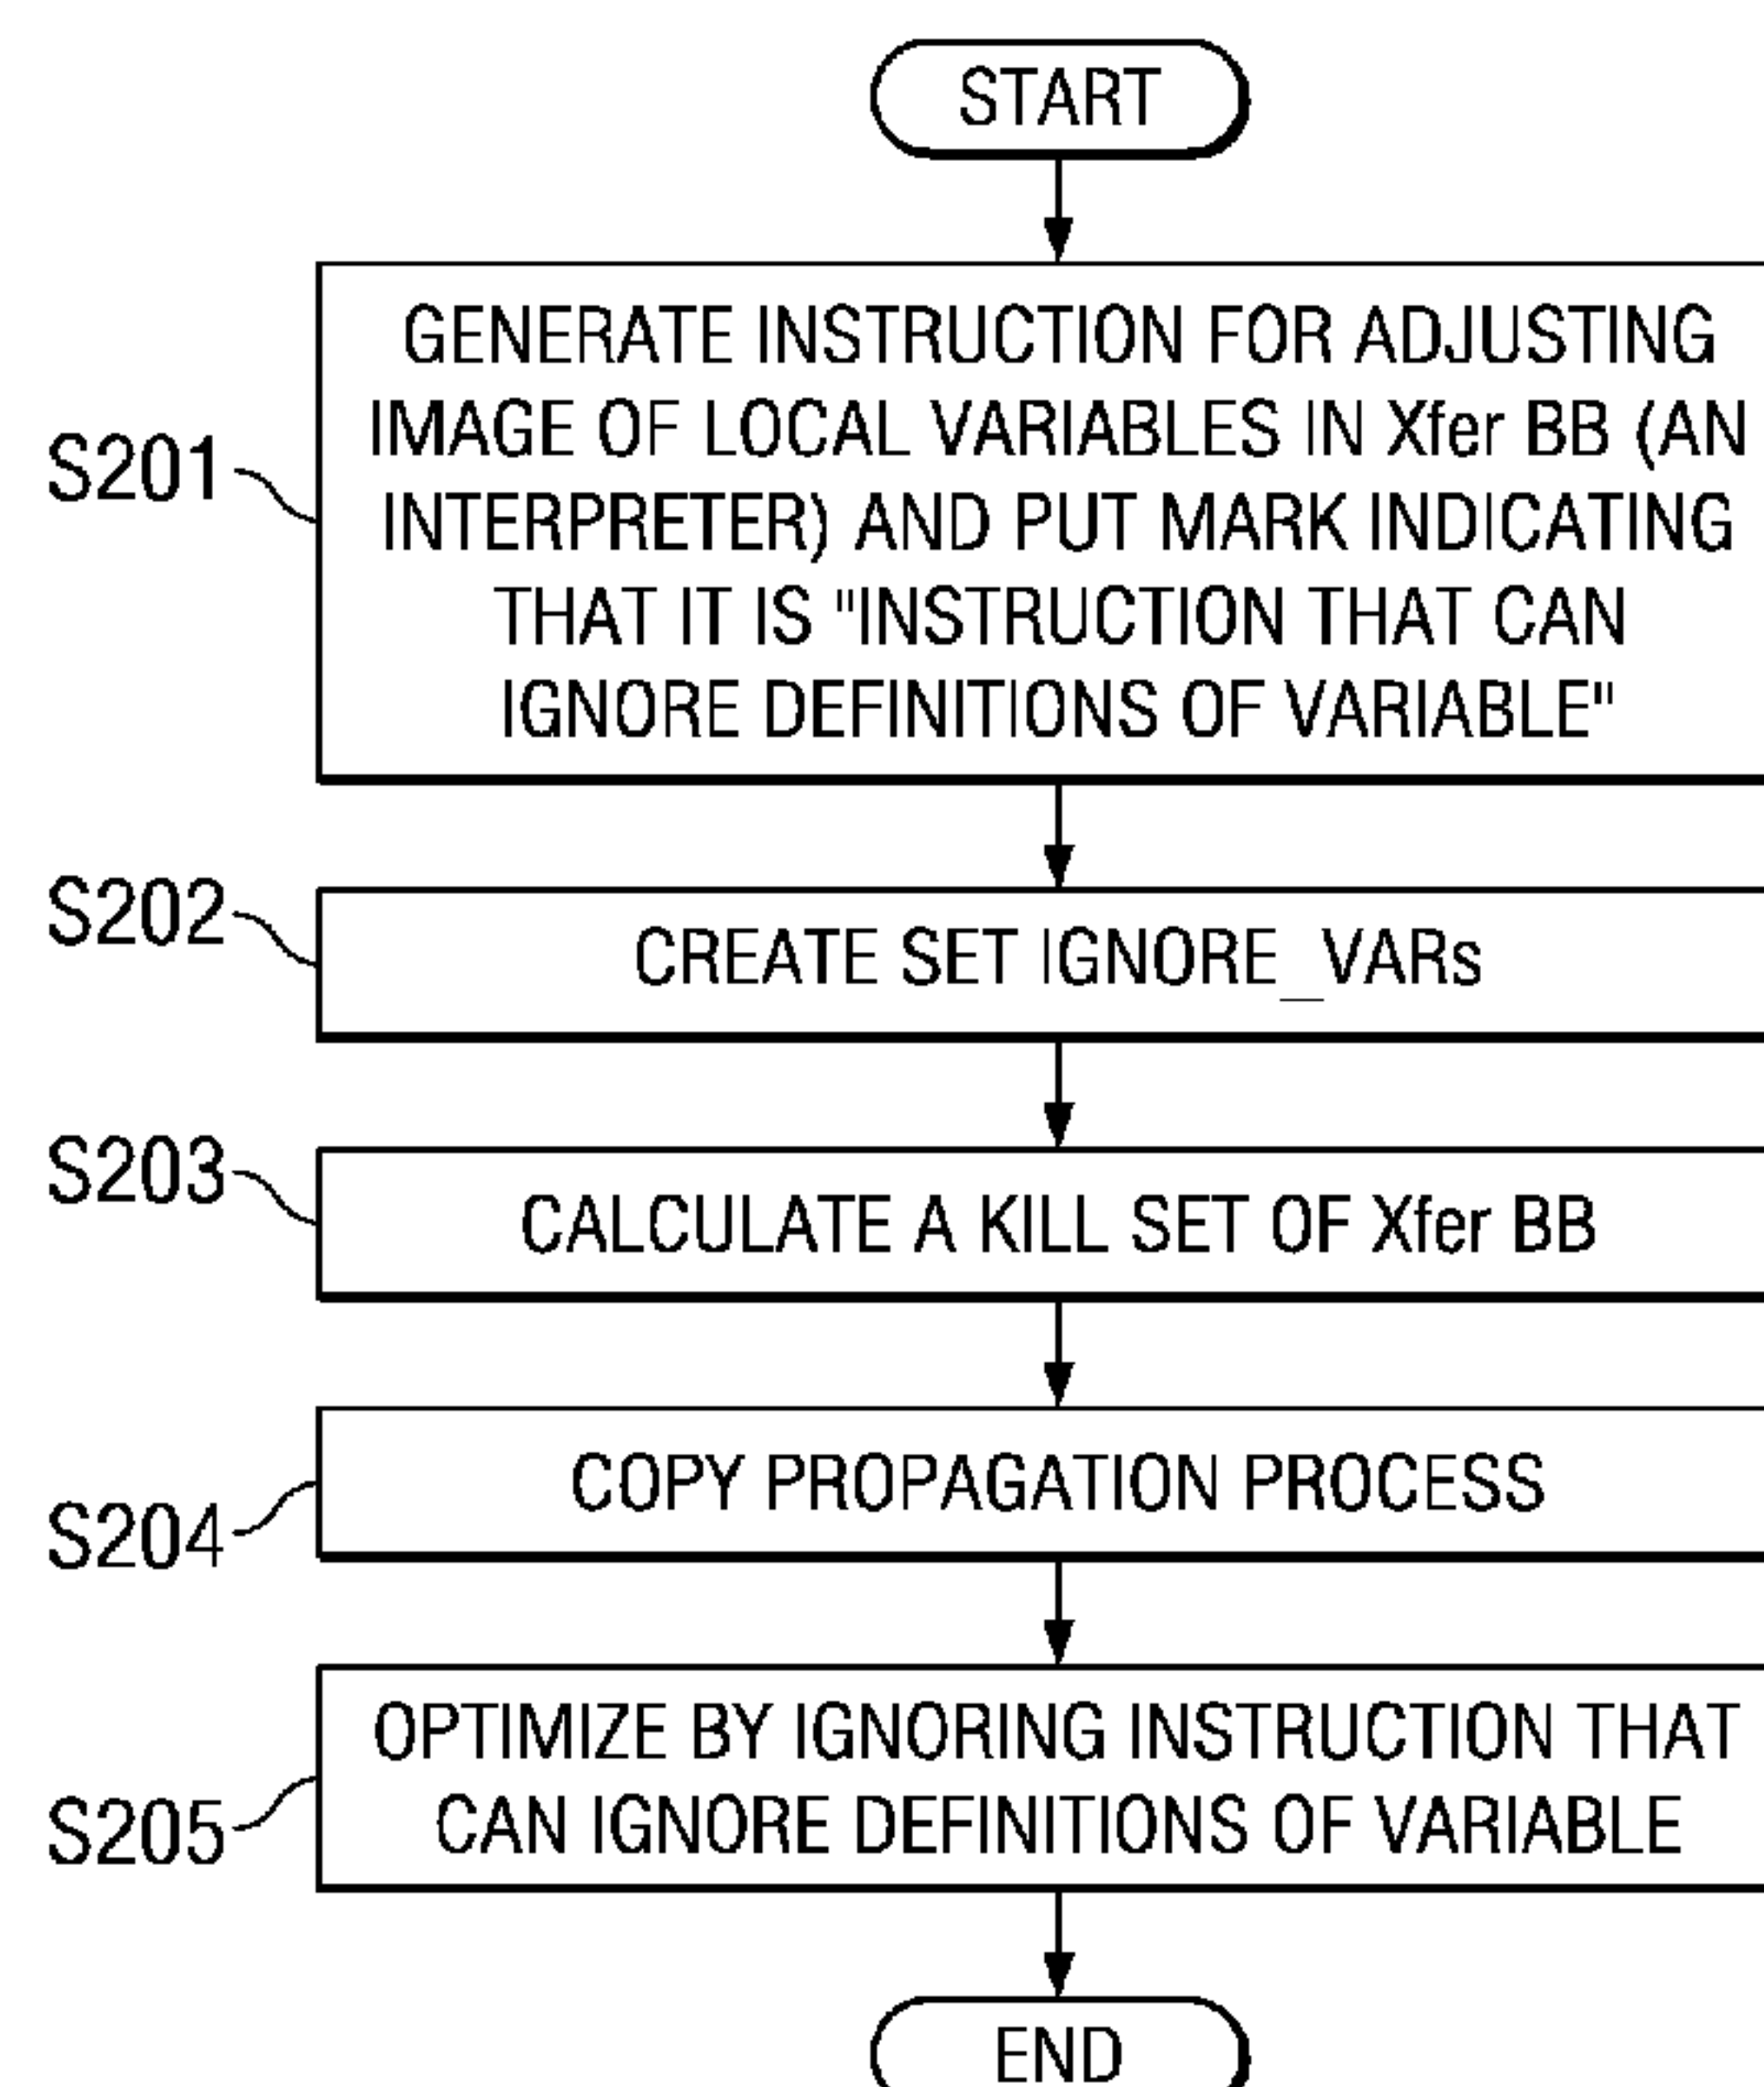 START
S201
GENERATE INSTRUCTION FOR ADJUSTING
IMAGE OF LOCAL VARIABLES IN Xfer BB (AN
INTERPRETER) AND PUT MARK INDICATING
THAT IT IS "INSTRUCTION THAT CAN
IGNORE DEFINITIONS OF VARIABLE"
S202
CREATE SET IGNORE_VARs
S203
CALCULATE A KILL SET OF Xfer BB
S204
COPY PROPAGATION PROCESS
S205
OPTIMIZE BY IGNORING INSTRUCTION THAT
CAN IGNORE DEFINITIONS OF VARIABLE
END